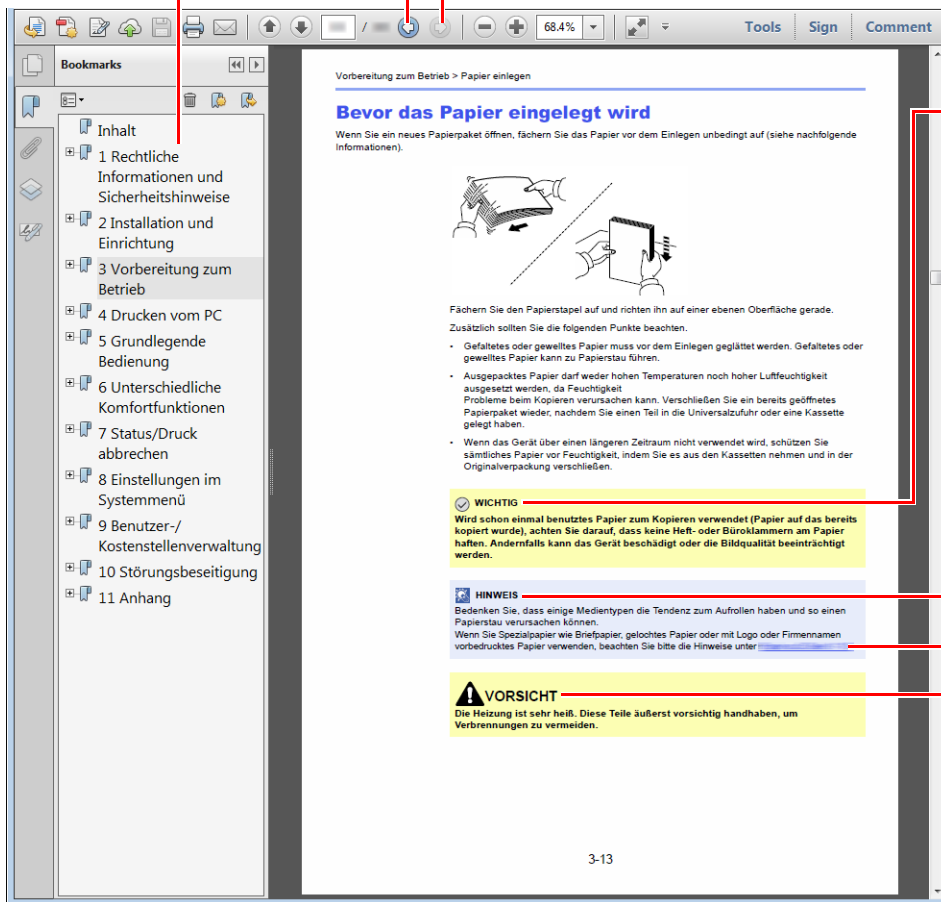 68.4%
Tools
Sign
Comment
Bookmarks
Inhalt
1 Rechtliche
Informationen und
Sicherheitshinweise
2 Installation und
Einrichtung
3 Vorbereitung zum
Betrieb
4 Drucken vom PC
5 Grundlegende
Bedienung
6 Unterschiedliche
Komfortfunktionen
7 Status/Druck
abbrechen
8 Einstellungen im
Systemmenü
9 Benutzer-/
Kostenstellenverwaltung
10 Störungsbeseitigung
11 Anhang
Vorbereitung zum Betrieb > Papier einlegen
Bevor das Papier eingelegt wird
Wenn Sie ein neues Papierpaket öffnen, fächern Sie das Papier vor dem Einlegen unbedingt auf (siehe nachfolgende
Informationen).
Fächern Sie den Papierstapel auf und richten ihn auf einer ebenen Oberfläche gerade.
Zusätzlich sollten Sie die folgenden Punkte beachten.
• Gefaltetes oder gewelltes Papier muss vor dem Einlegen geglättet werden. Gefaltetes oder
gewelltes Papier kann zu Papierstau führen.
• Ausgepacktes Papier darf weder hohen Temperaturen noch hoher Luftfeuchtigkeit
ausgesetzt werden, da Feuchtigkeit
Probleme beim Kopieren verursachen kann. Verschließen Sie ein bereits geöffnetes
Papierpaket wieder, nachdem Sie einen Teil in die Universalzufuhr oder eine Kassette
gelegt haben.
• Wenn das Gerät über einen längeren Zeitraum nicht verwendet wird, schützen Sie
sämtliches Papier vor Feuchtigkeit, indem Sie es aus den Kassetten nehmen und in der
Originalverpackung verschließen.
WICHTIG
Wird schon einmal benutztes Papier zum Kopieren verwendet (Papier auf das bereits
kopiert wurde), achten Sie darauf, dass keine Heft- oder Büroklammern am Papier
haften. Andernfalls kann das Gerät beschädigt oder die Bildqualität beeinträchtigt
werden.
HINWEIS
Bedenken Sie, dass einige Medientypen die Tendenz zum Aufrollen haben und so einen
Papierstau verursachen können.
Wenn Sie Spezialpapier wie Briefpapier, gelochtes Papier oder mit Logo oder Firmennamen
vorbedrucktes Papier verwenden, beachten Sie bitte die Hinweise unter
VORSICHT
Die Heizung ist sehr heiß. Diese Teile äußerst vorsichtig handhaben, um
Verbrennungen zu vermeiden.
3-13